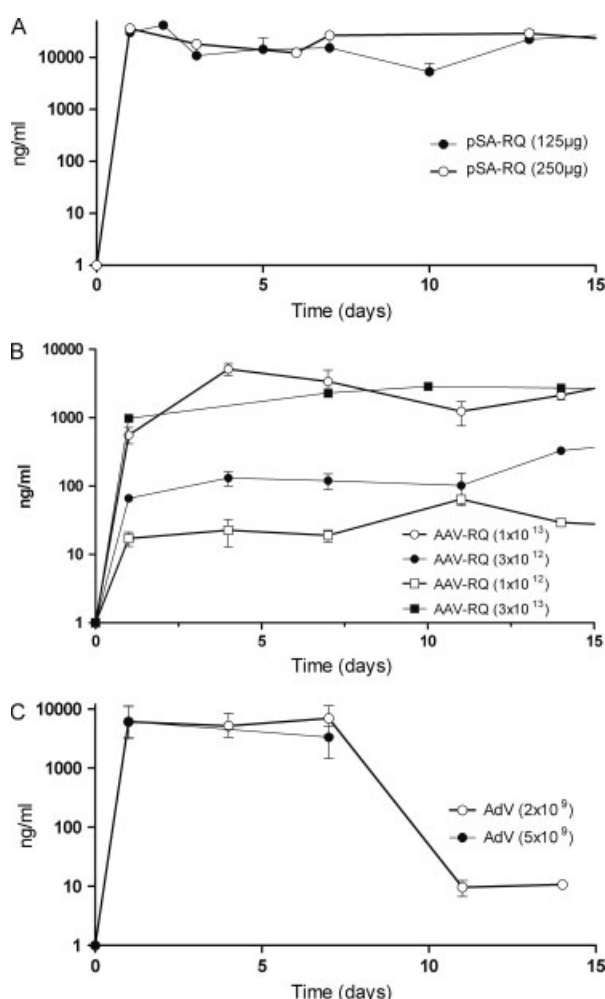 A
10000
1000
100
10
1
ng/ml
pSA-RQ (125µg)
pSA-RQ (250µg)
0 5 10 15
Time (days)
B
10000
1000
100
10
1
ng/ml
AAV-RQ (1x10¹³)
AAV-RQ (3x10¹²)
AAV-RQ (1x10¹²)
AAV-RQ (3x10¹³)
0 5 10 15
Time (days)
C
10000
1000
100
10
1
ng/ml
AdV (2x10⁹)
AdV (5x10⁹)
0 5 10 15
Time (days)